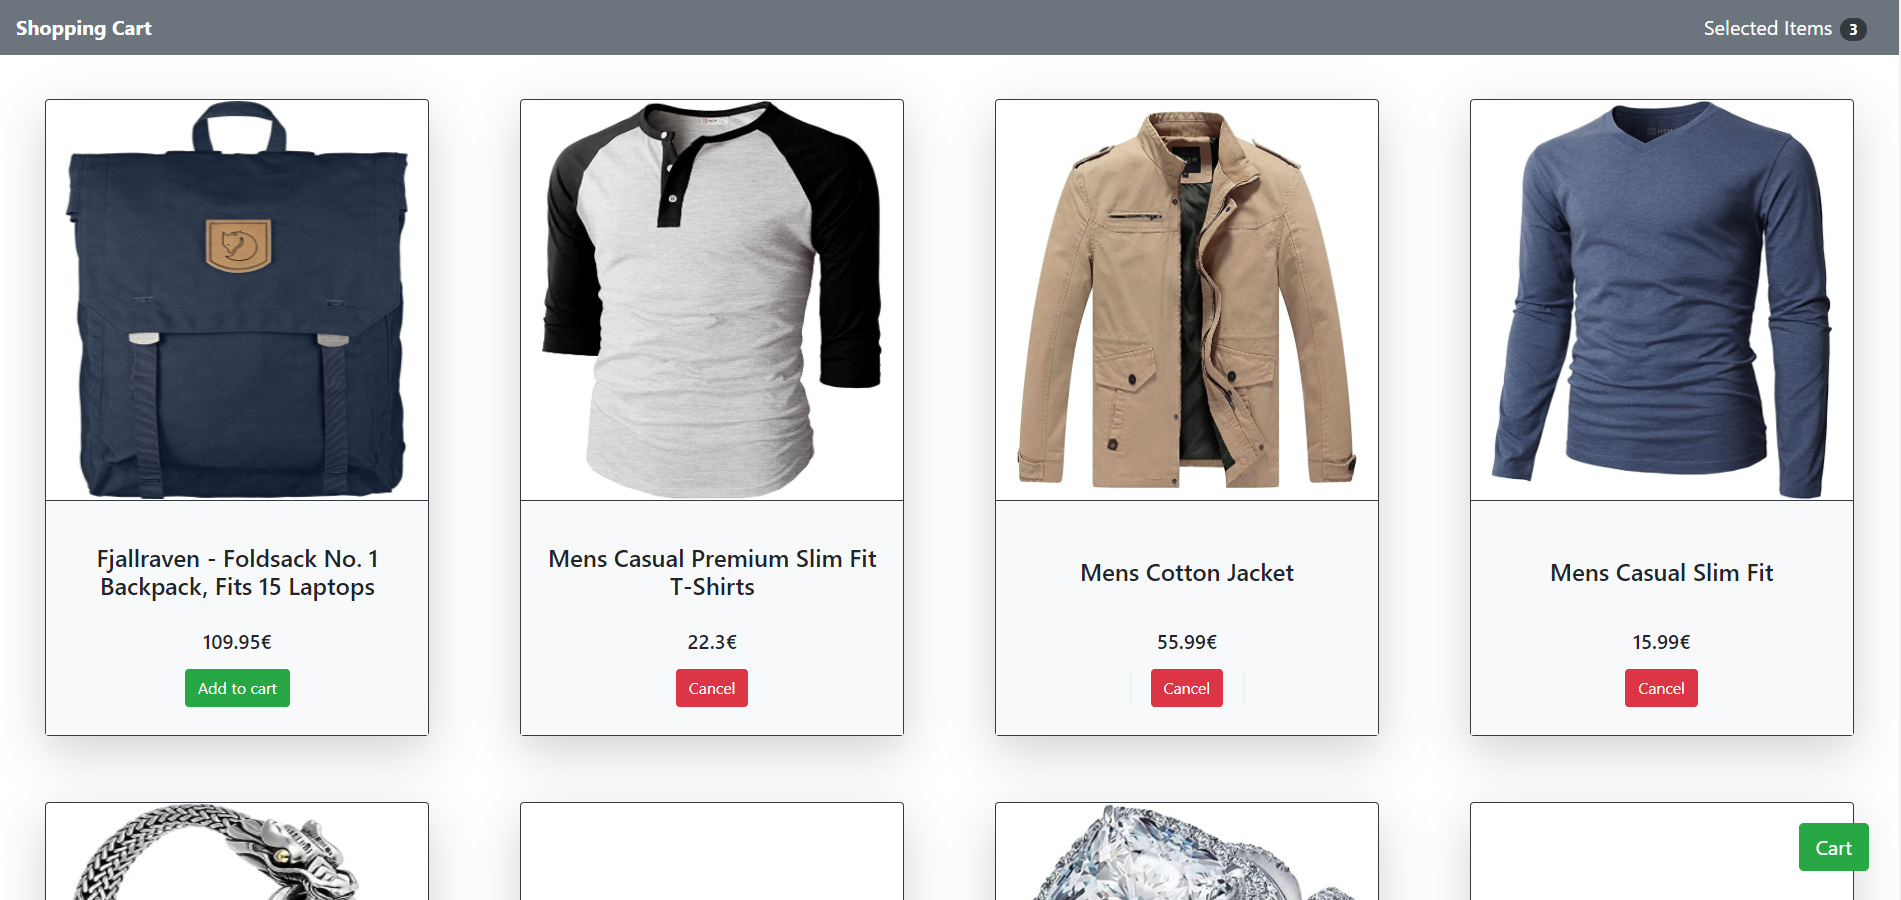 Shopping Cart
Selected Items 3
Fjallraven - Foldsack No. 1
Backpack, Fits 15 Laptops
109.95€
Add to cart
Mens Casual Premium Slim Fit
T-Shirts
22.3€
Cancel
Mens Cotton Jacket
55.99€
Cancel
Mens Casual Slim Fit
15.99€
Cancel
Cart